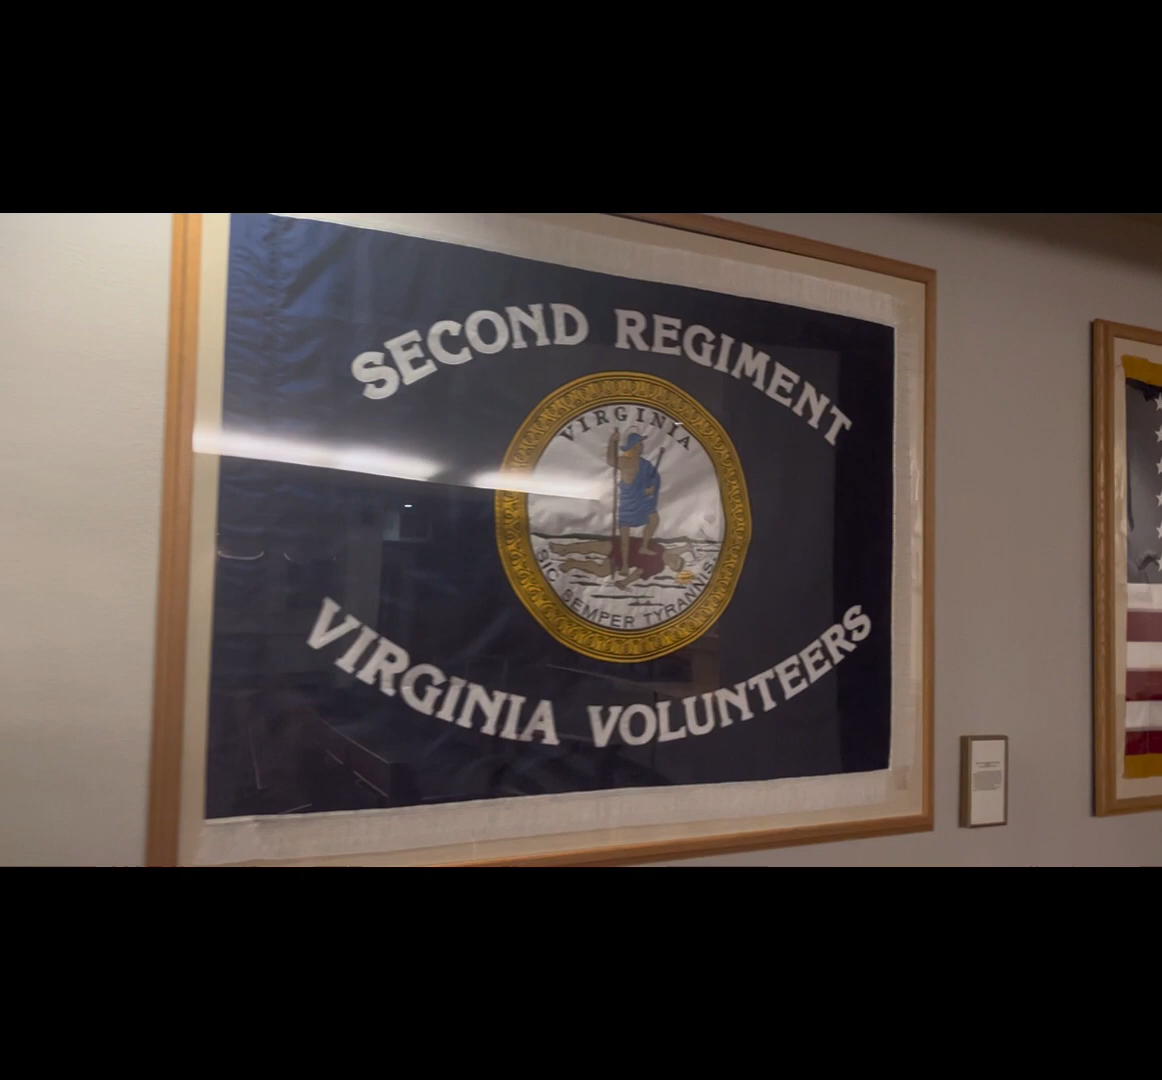 SECOND REGIMENT
VIRGINIA
SIC SEMPER TYRANNIS.
VIRGINIA VOLUNTEERS